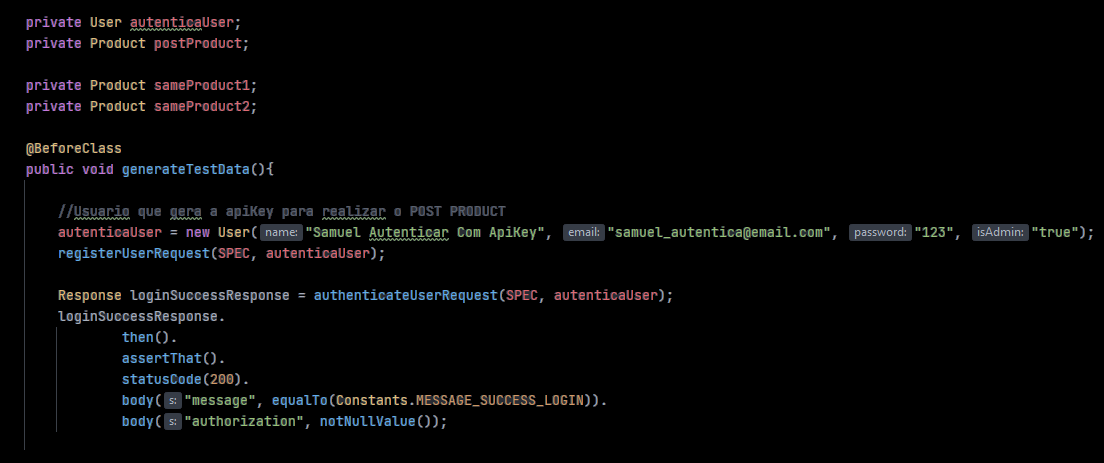 private User autenticaUser;
private Product postProduct;
private Product sameProduct1;
private Product sameProduct2;
@BeforeClass
public void generateTestData(){
//Usuario que gera a apiKey para realizar o POST PRODUCT
autenticaUser = new User( name: "Samuel Autenticar Com ApiKey", email: "samuel_autentica@email.com", password: "123", isAdmin: "true");
registerUserRequest(SPEC, autenticaUser);
Response loginSuccessResponse = authenticateUserRequest(SPEC, autenticaUser);
loginSuccessResponse.
then().
assertThat().
statusCode(200).
body( s: "message", equalTo(Constants.MESSAGE_SUCCESS_LOGIN)).
body( s: "authorization", notNullValue());